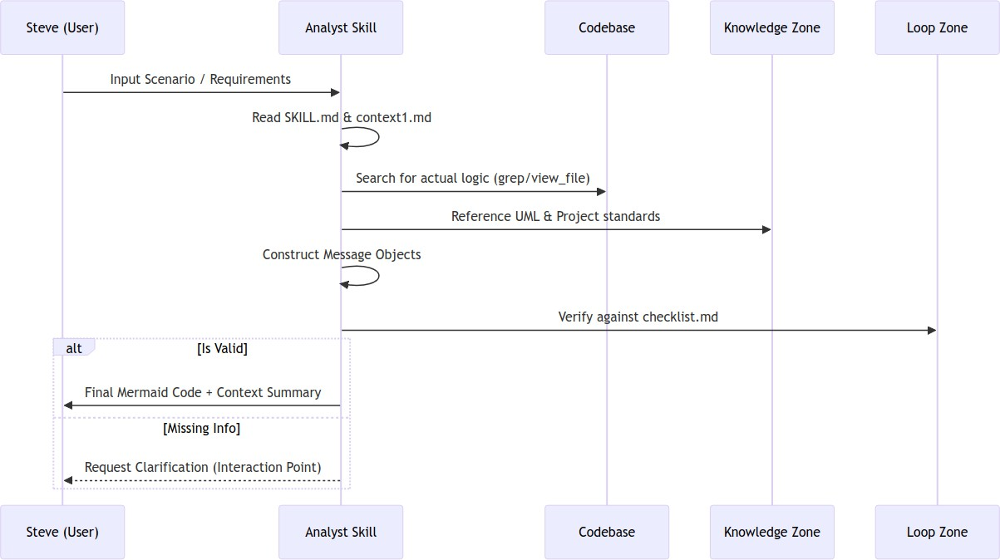 Steve (User)
Analyst Skill
Codebase
Knowledge Zone
Loop Zone
Input Scenario / Requirements
Read SKILL.md & context1.md
Search for actual logic (grep/view_file)
Reference UML & Project standards
Construct Message Objects
Verify against checklist.md
alt
[Is Valid]
Final Mermaid Code + Context Summary
[Missing Info]
Request Clarification (Interaction Point)
Steve (User)
Analyst Skill
Codebase
Knowledge Zone
Loop Zone